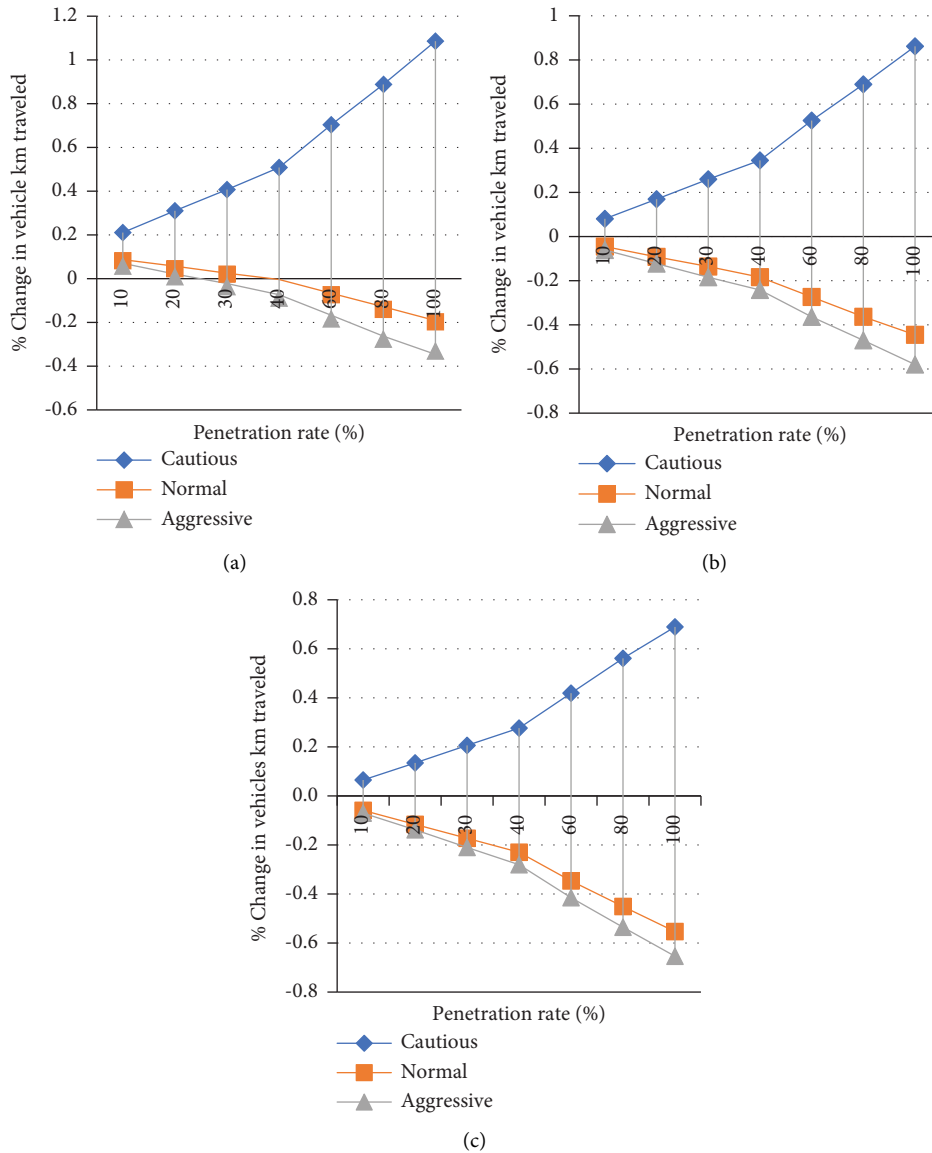 % Change in vehicle km traveled
1.2
1
0.8
0.6
0.4
0.2
0
-0.2
-0.4
-0.6
10
20
30
40
60
80
100
Penetration rate (%)
Cautious
Normal
Aggressive
(a)
% Change in vehicle km traveled
1
0.8
0.6
0.4
0.2
0
-0.2
-0.4
-0.6
-0.8
10
20
30
40
60
80
100
Penetration rate (%)
Cautious
Normal
Aggressive
(b)
% Change in vehicles km traveled
0.8
0.6
0.4
0.2
0.0
-0.2
-0.4
-0.6
-0.8
10
20
30
40
60
80
100
Penetration rate (%)
Cautious
Normal
Aggressive
(c)